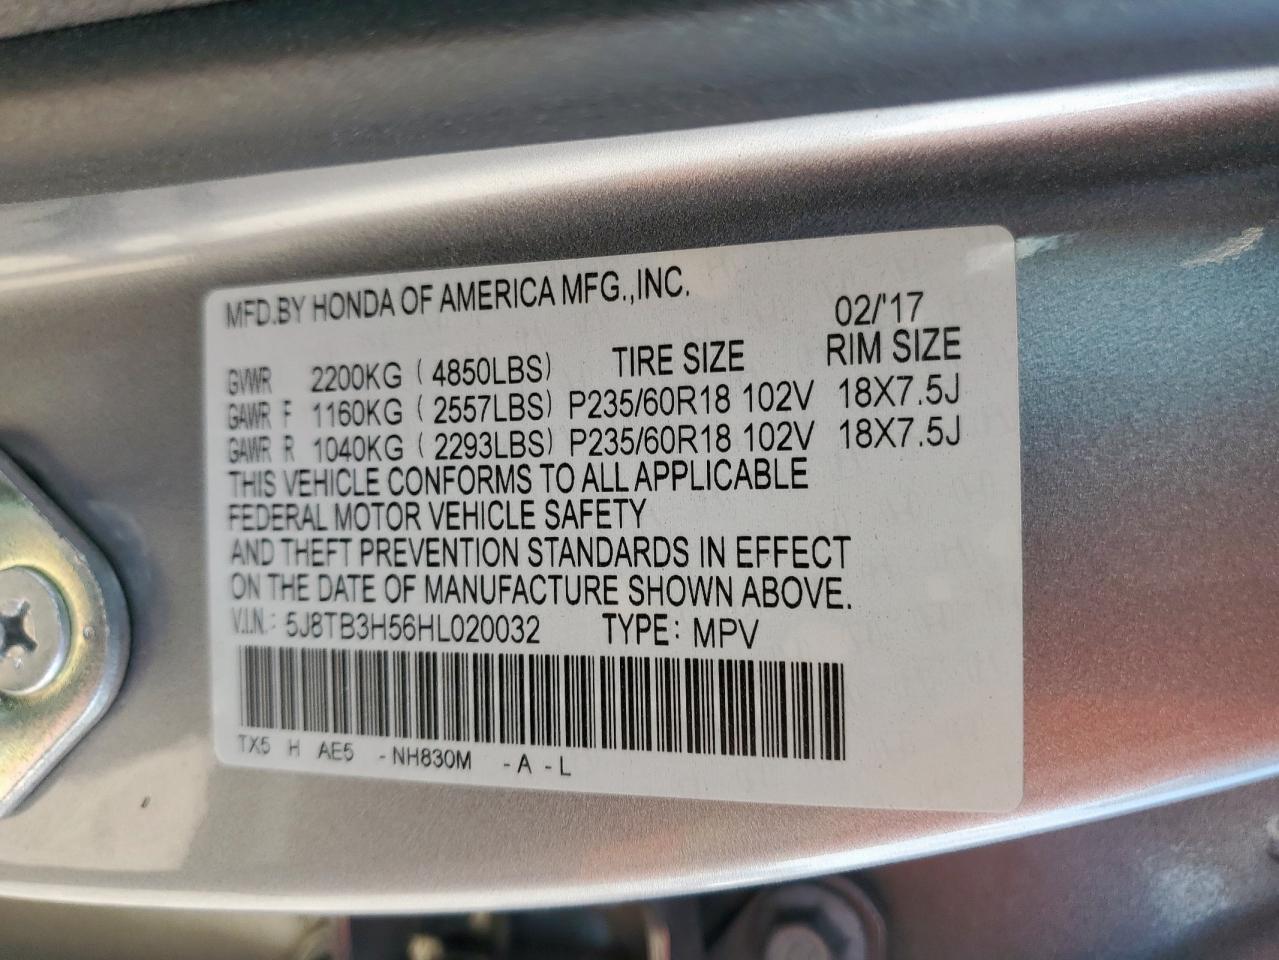 MFD.BY HONDA OF AMERICA MFG.,INC. 02/'17
GVWR 2200KG ( 4850LBS) TIRE SIZE RIM SIZE
GAWR F 1160KG ( 2557LBS) P235/60R18 102V 18X7.5J
GAWR R 1040KG ( 2293LBS) P235/60R18 102V 18X7.5J
THIS VEHICLE CONFORMS TO ALL APPLICABLE
FEDERAL MOTOR VEHICLE SAFETY
AND THEFT PREVENTION STANDARDS IN EFFECT
ON THE DATE OF MANUFACTURE SHOWN ABOVE.
V.I.N.: 5J8TB3H56HL020032 TYPE: MPV
TX5 H AE5 -NH830M -A -L